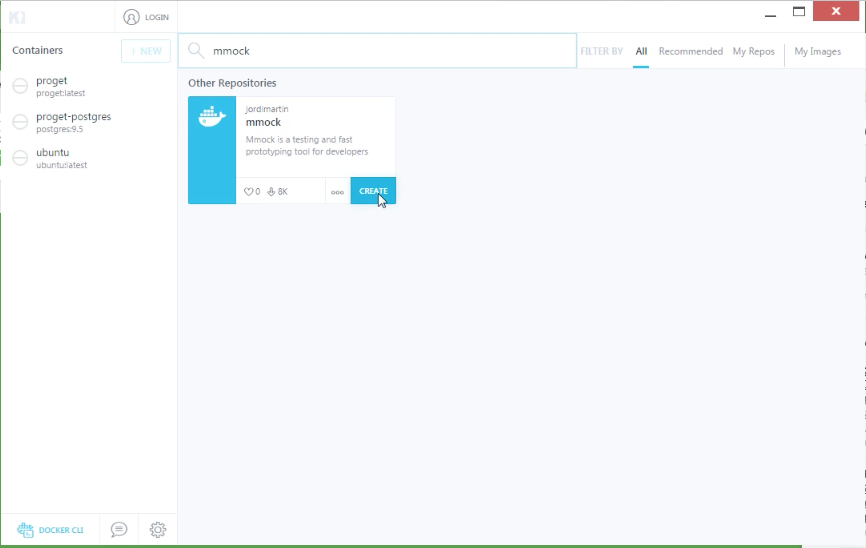 LOGIN
Containers
+ NEW
mmock
FILTER BY
All
Recommended
My Repos
My Images
proget
proget:latest
proget-postgres
postgres:9.5
ubuntu
ubuntu:latest
Other Repositories
jordimartin
mmock
Mmock is a testing and fast
prototyping tool for developers
0
8K
CREATE
DOCKER CLI